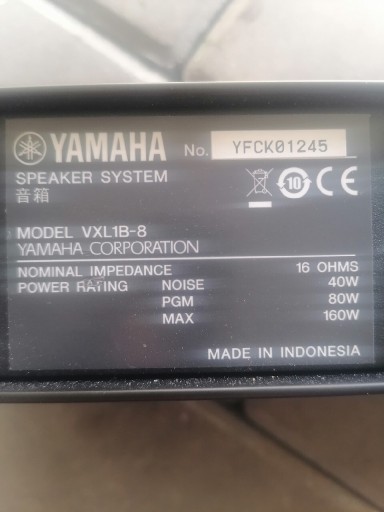 YAMAHA No. YFCK01245
SPEAKER SYSTEM
音箱
10 CE
MODEL VXL1B-8
YAMAHA CORPORATION
NOMINAL IMPEDANCE 16 OHMS
POWER RATING NOISE 40W
PGM 80W
MAX 160W
MADE IN INDONESIA